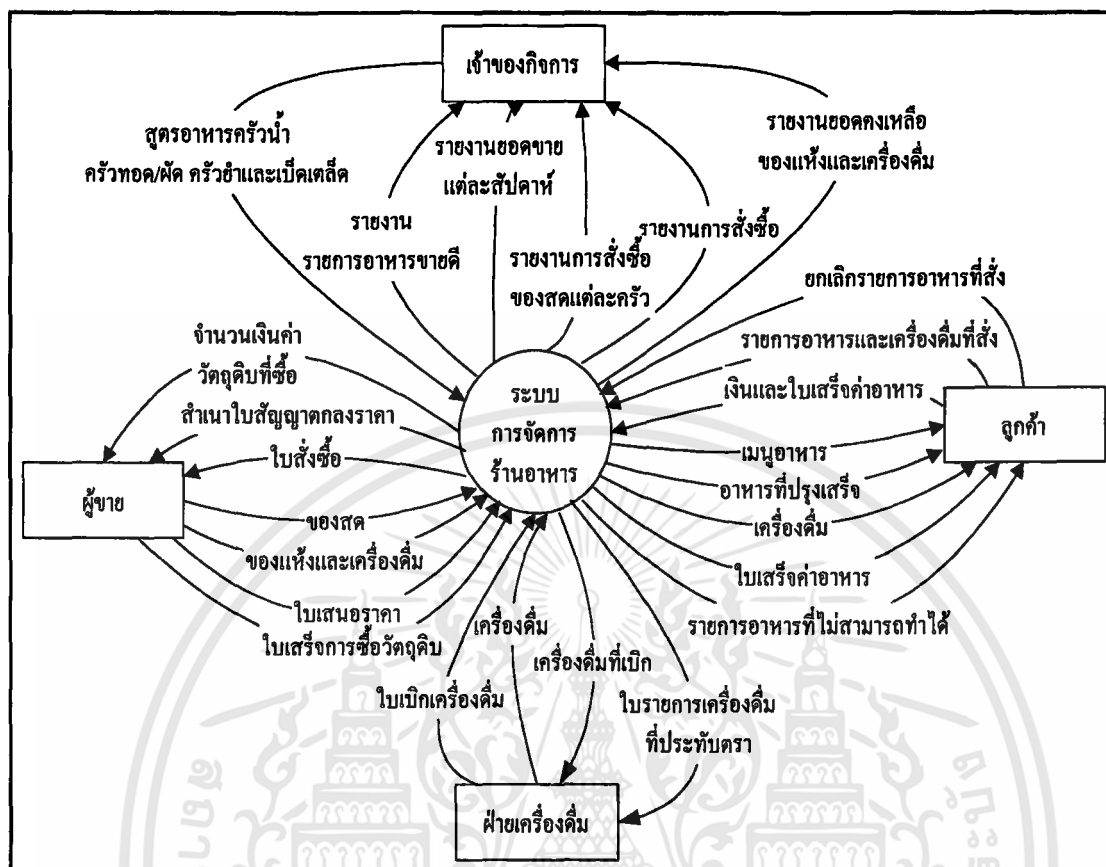 เจ้าของกิจการ
สูตรอาหารครัวน้ำ
ครัวทอด/ผัด ครัวยำและเบ็ดเตล็ด
รายงาน
รายการอาหารขายดี
รายงานยอดขาย
แต่ละสัปดาห์
รายงานการสั่งซื้อ
ของสดแต่ละครัว
รายงานการสั่งซื้อ
รายงานยอดคงเหลือ
ของแห้งและเครื่องดื่ม
ยกเลิกรายการอาหารที่สั่ง
รายการอาหารและเครื่องดื่มที่สั่ง
เงินและใบเสร็จค่าอาหาร
ลูกค้า
เมนูอาหาร
อาหารที่ปรุงเสร็จ
เครื่องดื่ม
ใบเสร็จค่าอาหาร
รายการอาหารที่ไม่สามารถทำได้
ระบบ
การจัดการ
ร้านอาหาร
จำนวนเงินค่า
วัตถุดิบที่ซื้อ
สำเนาใบสัญญาตกลงราคา
ใบสั่งซื้อ
ผู้ขาย
ของสด
ของแห้งและเครื่องดื่ม
ใบเสนอราคา
ใบเสร็จการซื้อวัตถุดิบ
ใบเบิกเครื่องดื่ม
เครื่องดื่ม
เครื่องดื่มที่เบิก
ใบรายการเครื่องดื่ม
ที่ประทับตรา
ฝ่ายเครื่องดื่ม